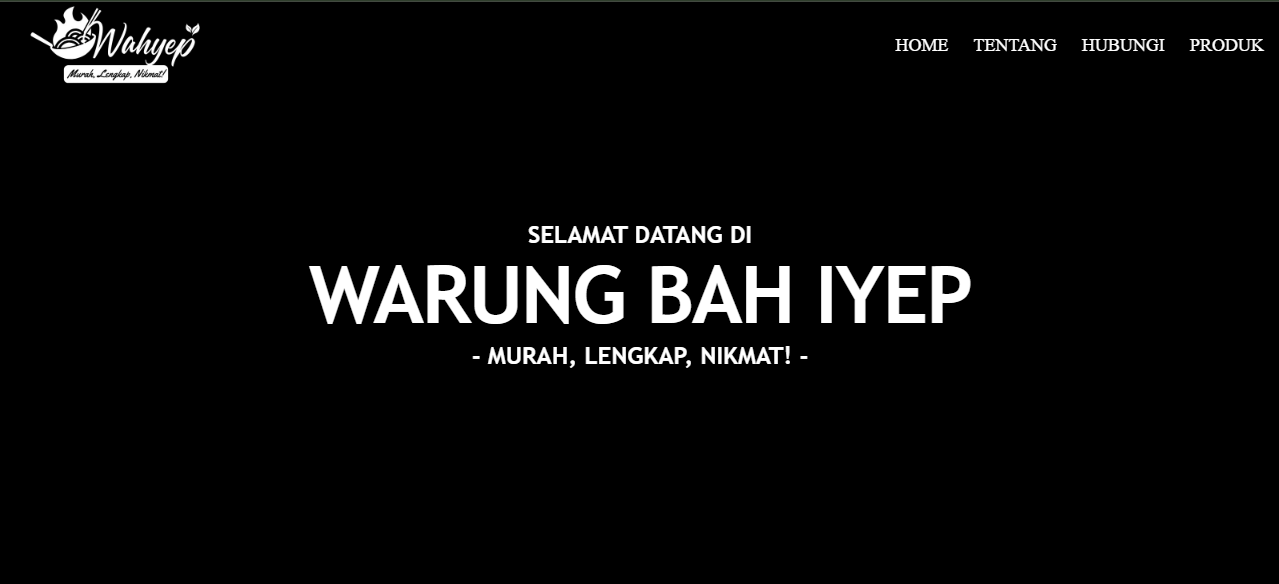 Wahyep
Murah, Lengkap, Nikmat!
HOME TENTANG HUBUNGI PRODUK
SELAMAT DATANG DI
WARUNG BAH IYEP
- MURAH, LENGKAP, NIKMAT! -